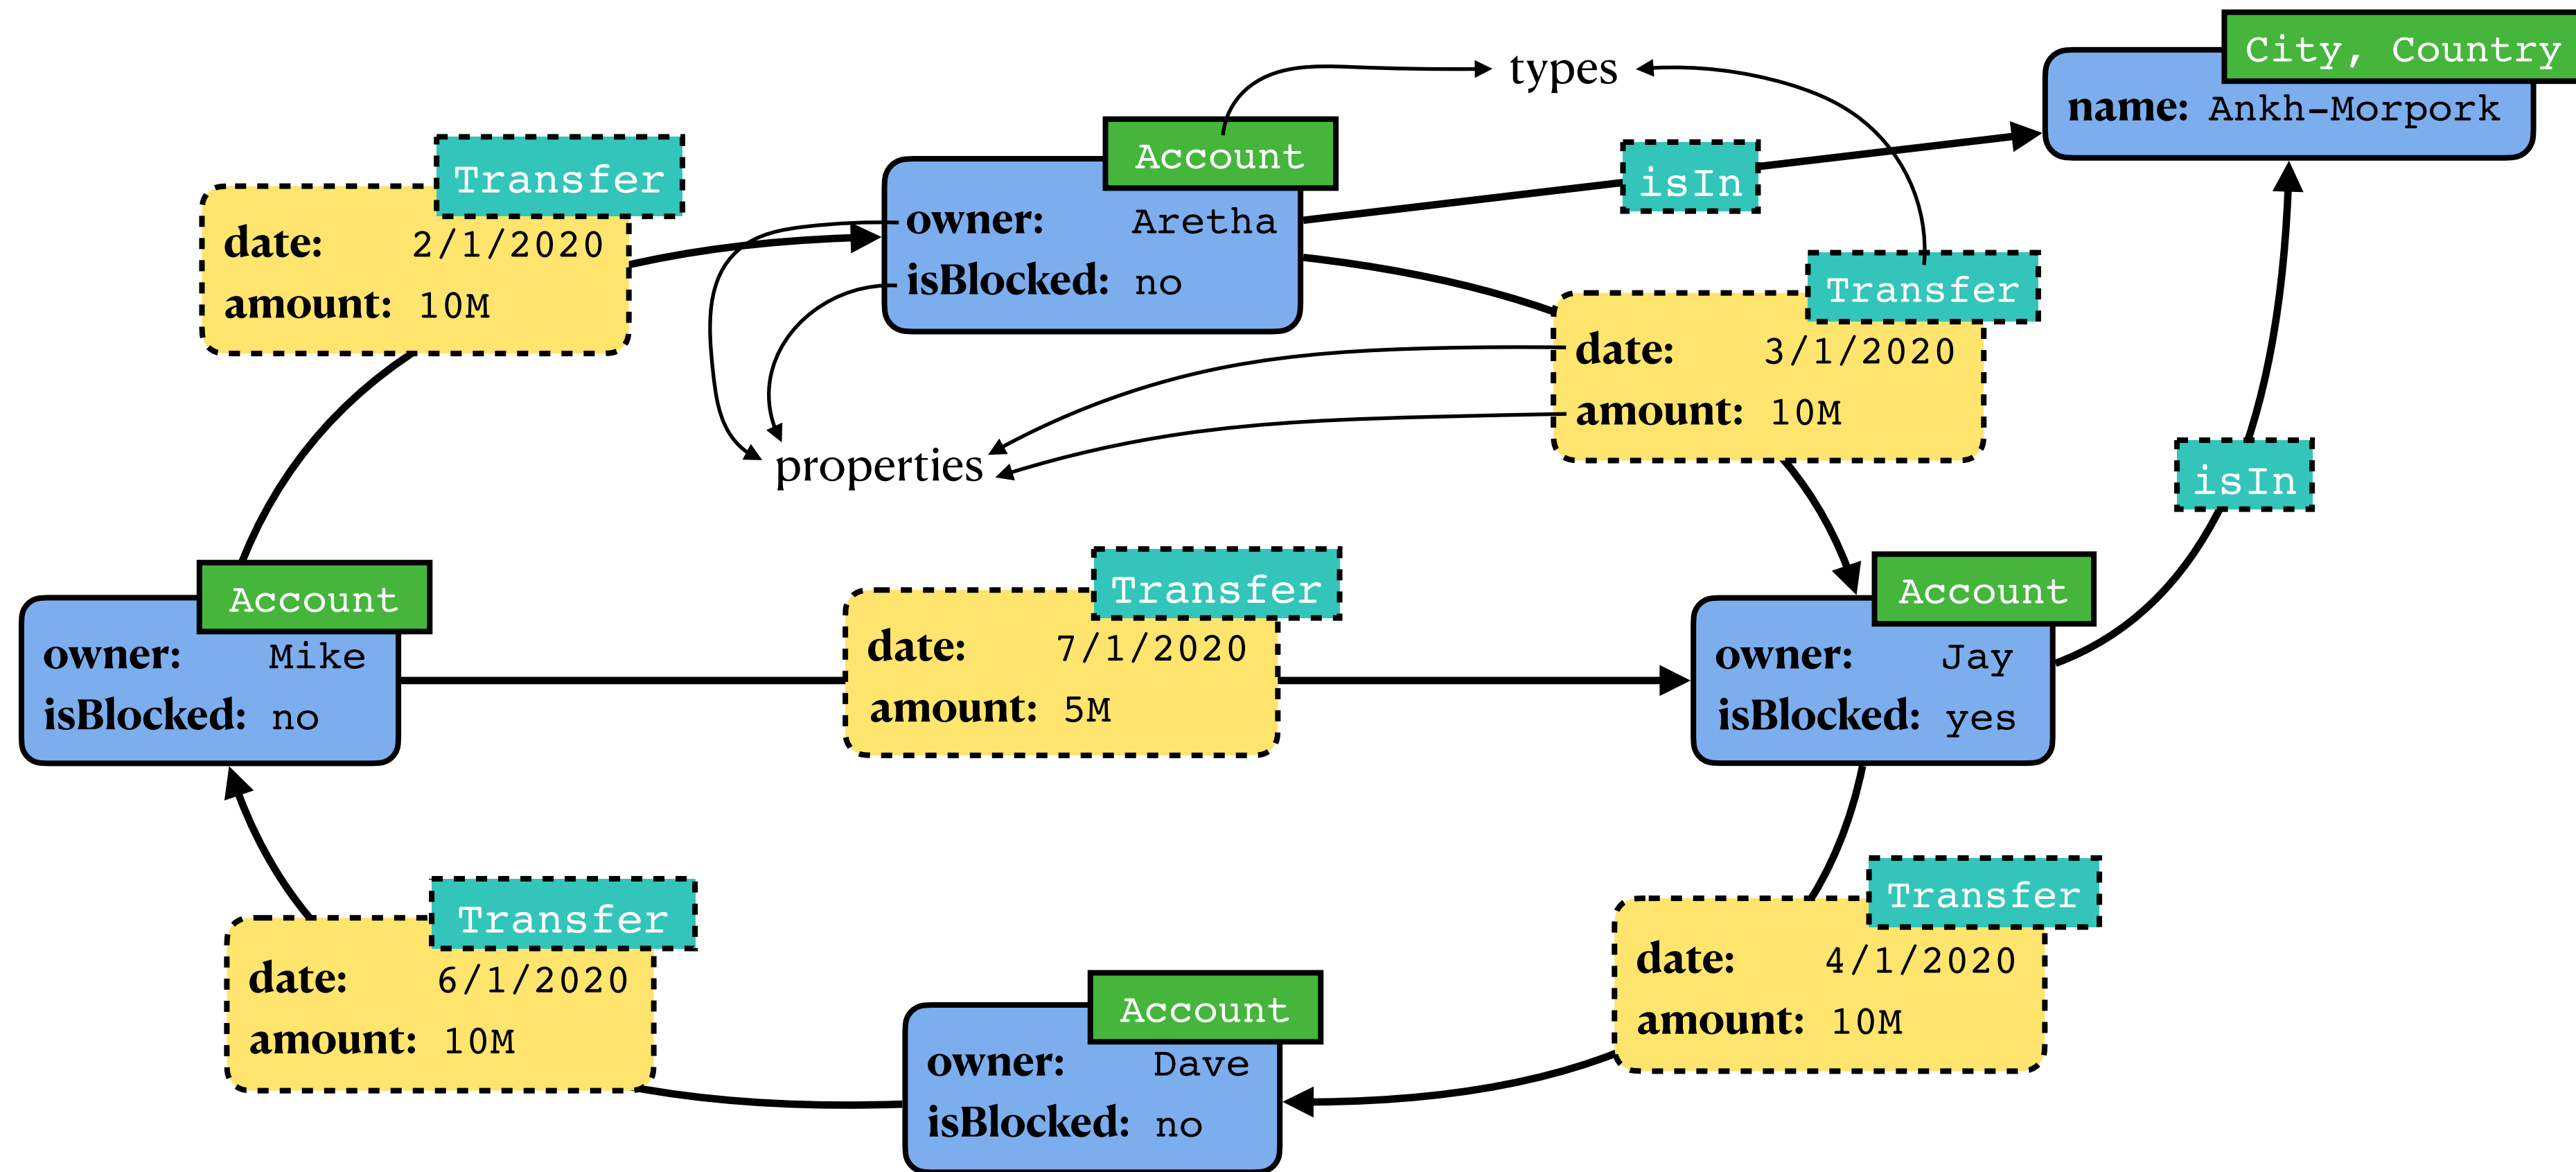 City, Country
name: Ankh-Morpork
types
Account
owner: Aretha
isBlocked: no
isIn
Transfer
date: 2/1/2020
amount: 10M
Transfer
date: 3/1/2020
amount: 10M
properties
isIn
Account
owner: Mike
isBlocked: no
Transfer
date: 7/1/2020
amount: 5M
Account
owner: Jay
isBlocked: yes
Transfer
date: 6/1/2020
amount: 10M
Account
owner: Dave
isBlocked: no
Transfer
date: 4/1/2020
amount: 10M